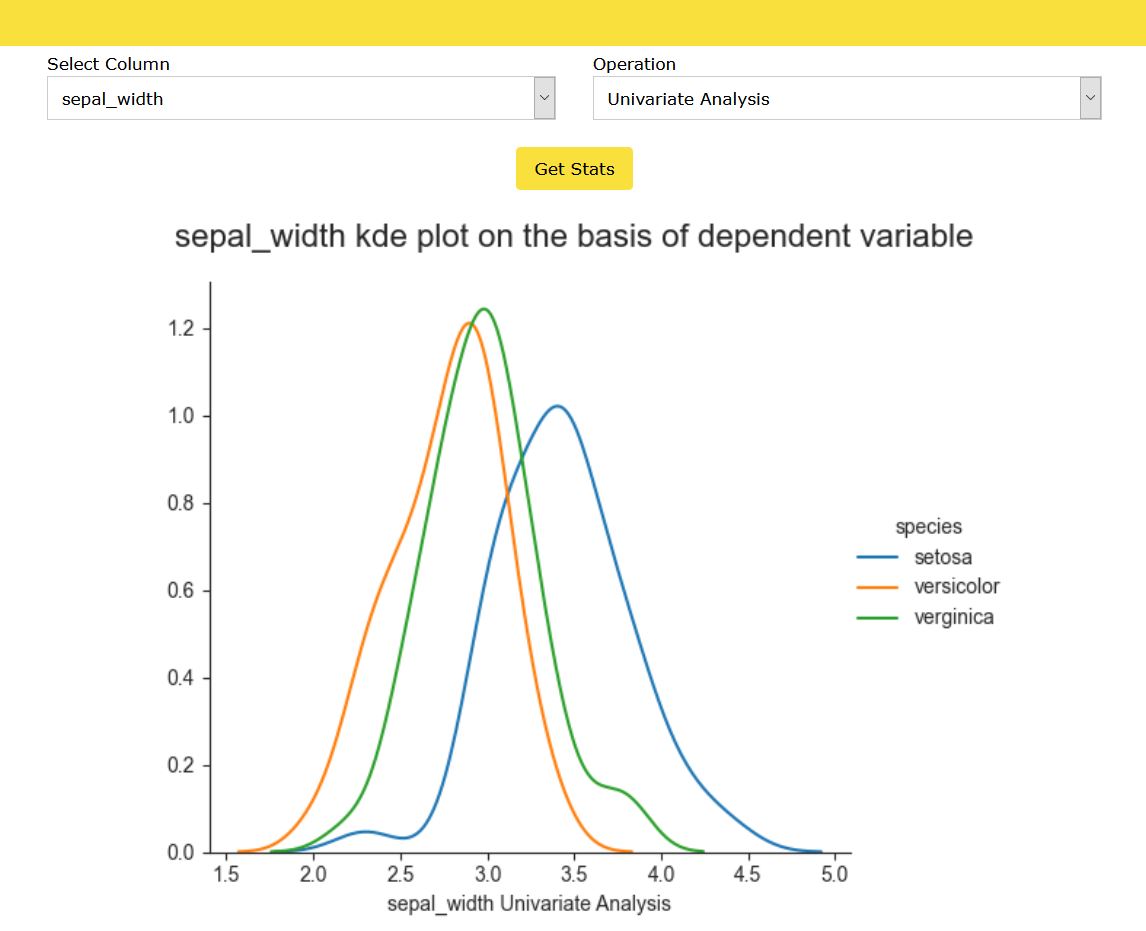 Select Column
Operation
sepal_width
Univariate Analysis
Get Stats
sepal_width kde plot on the basis of dependent variable
1.2
1.0
0.8
0.6
0.4
0.2
0.0
species
setosa
versicolor
verginica
1.5 2.0 2.5 3.0 3.5 4.0 4.5 5.0
sepal_width Univariate Analysis